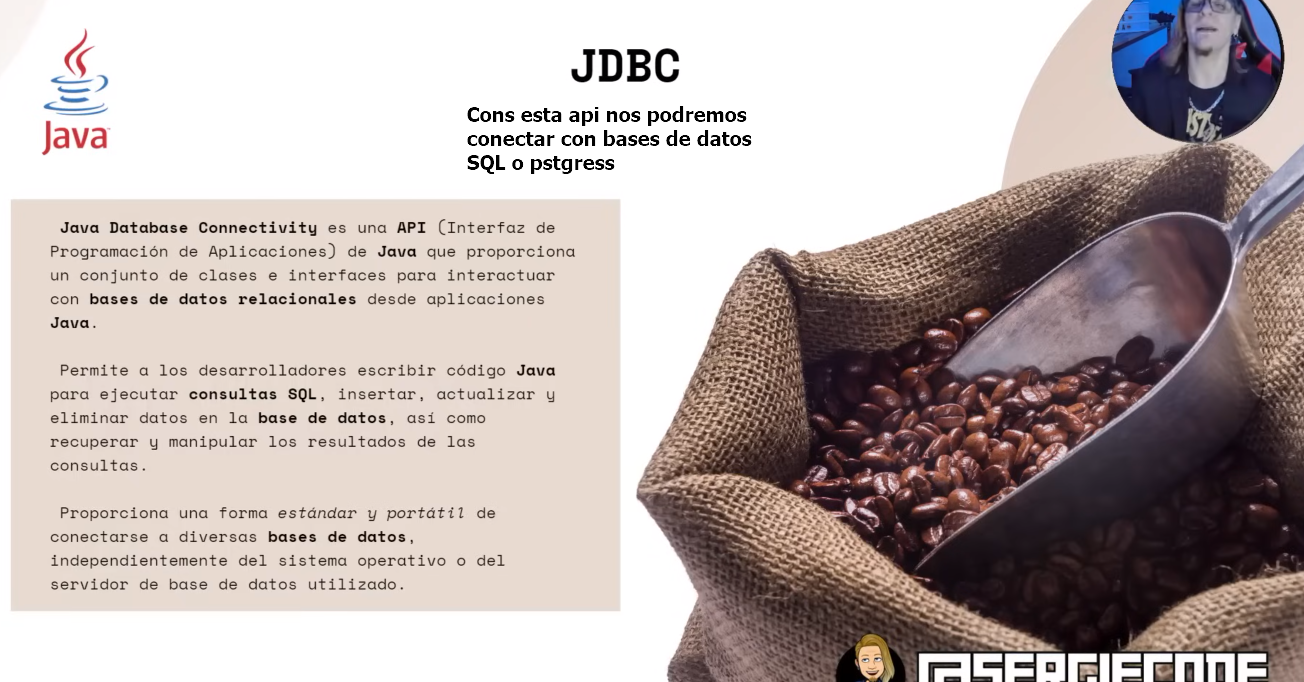 Java
JDBC
Cons esta api nos podremos
conectar con bases de datos
SQL o pstgress
Java Database Connectivity es una API (Interfaz de
Programación de Aplicaciones) de Java que proporciona
un conjunto de clases e interfaces para interactuar
con bases de datos relacionales desde aplicaciones
Java.
Permite a los desarrolladores escribir código Java
para ejecutar consultas SQL, insertar, actualizar y
eliminar datos en la base de datos, así como
recuperar y manipular los resultados de las
consultas.
Proporciona una forma estándar y portátil de
conectarse a diversas bases de datos,
independientemente del sistema operativo o del
servidor de base de datos utilizado.
@SERGIECODE